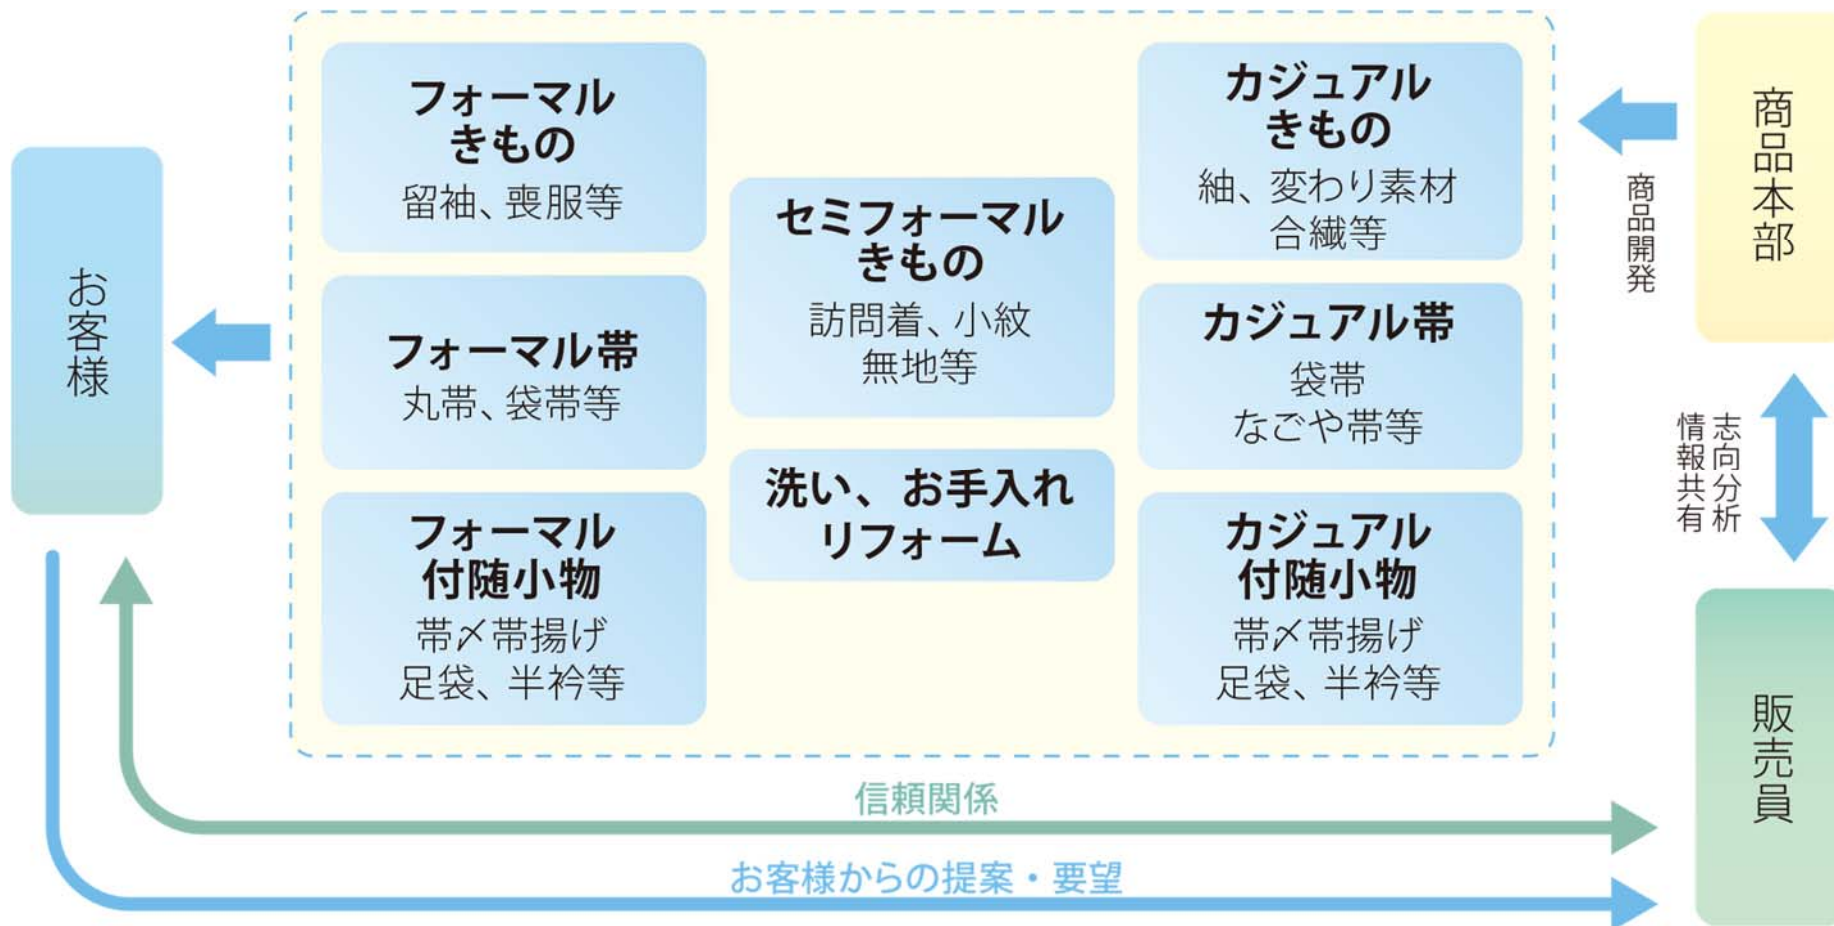 お客様
フォーマル
きもの
留袖、喪服等
フォーマル帯
丸帯、袋帯等
フォーマル
付随小物
帯〆帯揚げ
足袋、半衿等
セミフォーマル
きもの
訪問着、小紋
無地等
洗い、お手入れ
リフォーム
カジュアル
きもの
紬、変わり素材
合繊等
カジュアル帯
袋帯
なごや帯等
カジュアル
付随小物
帯〆帯揚げ
足袋、半衿等
商品開発
商品本部
志向分析
情報共有
販売員
信頼関係
お客様からの提案・要望